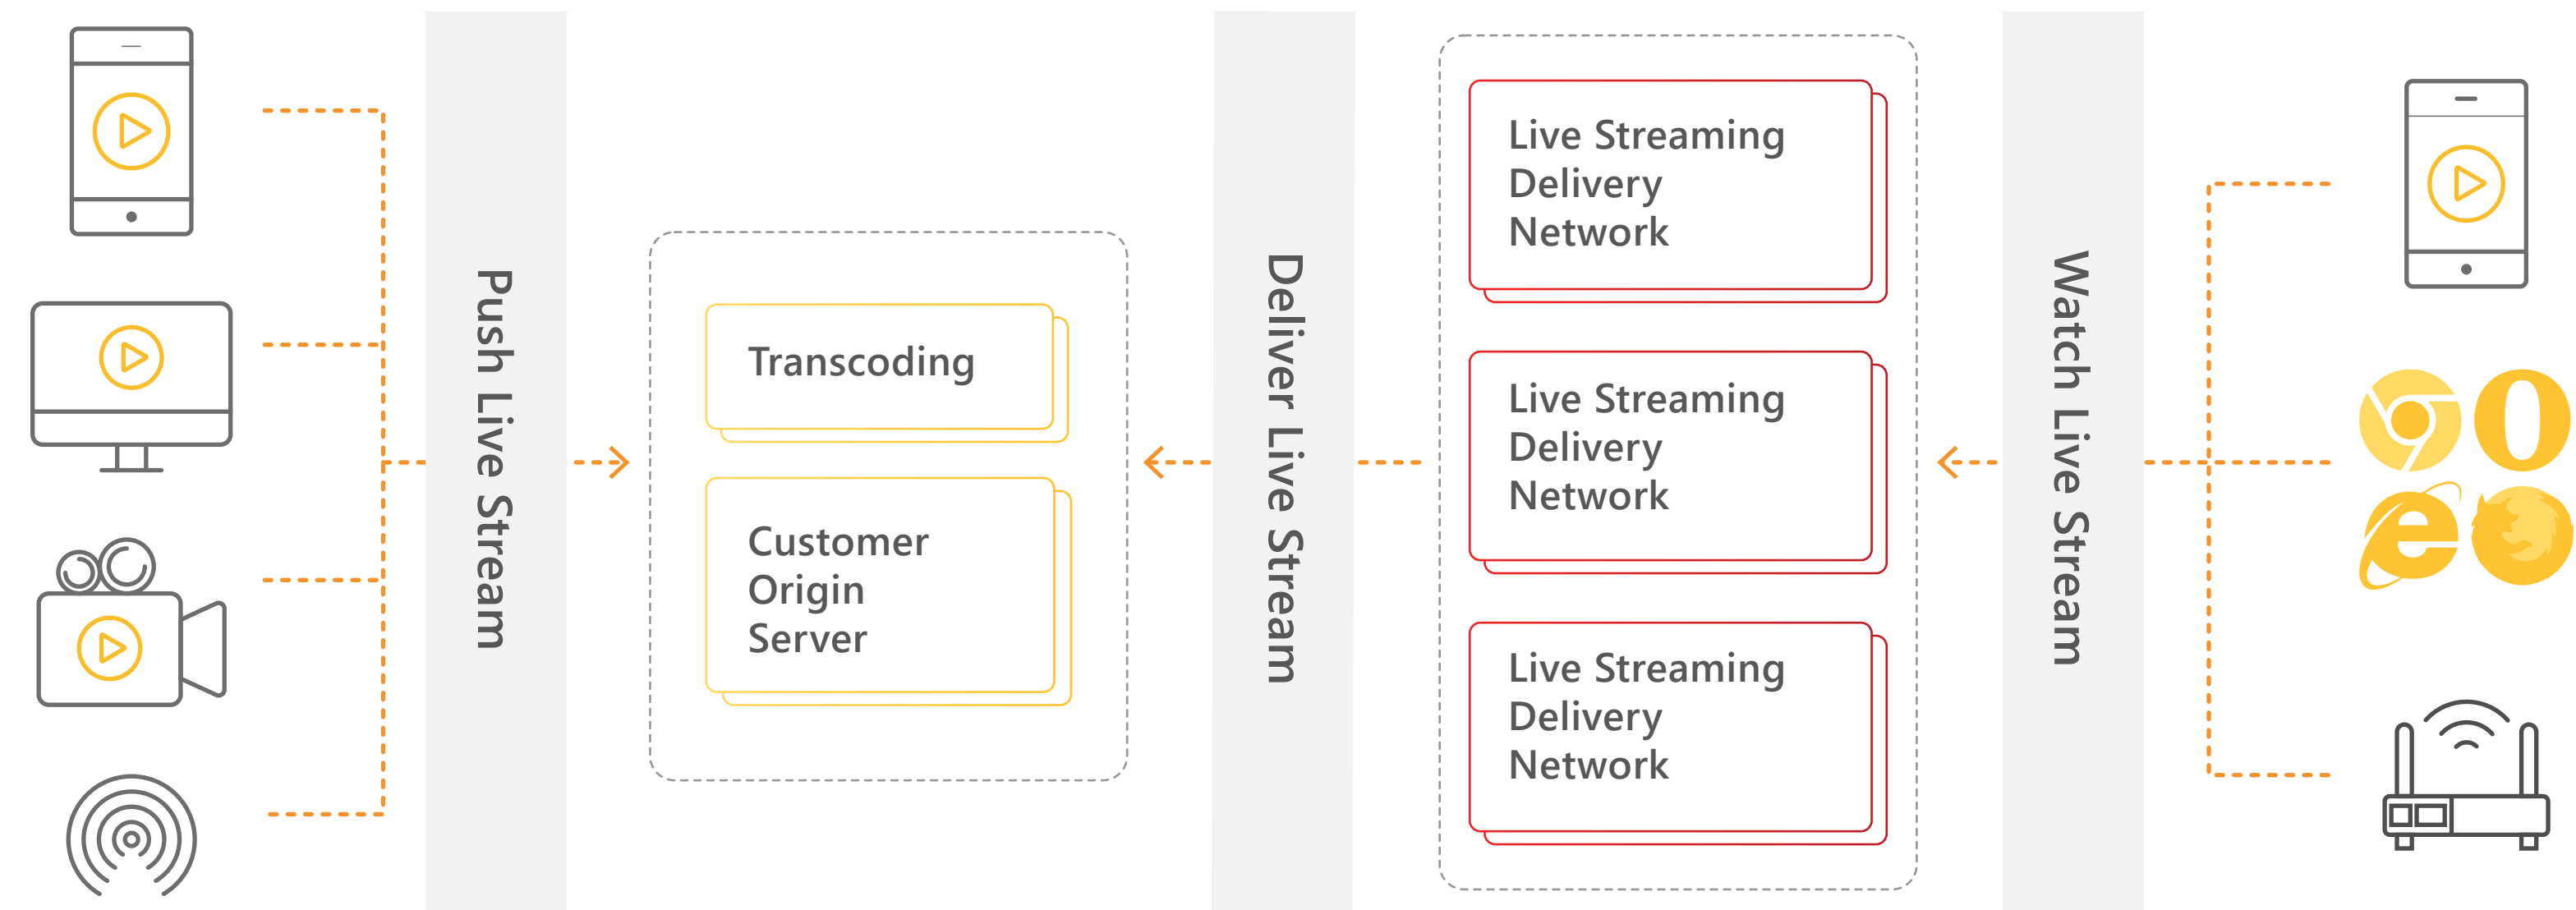 Push Live Stream
Transcoding
Customer
Origin
Server
Deliver Live Stream
Live Streaming
Delivery
Network
Live Streaming
Delivery
Network
Live Streaming
Delivery
Network
Watch Live Stream